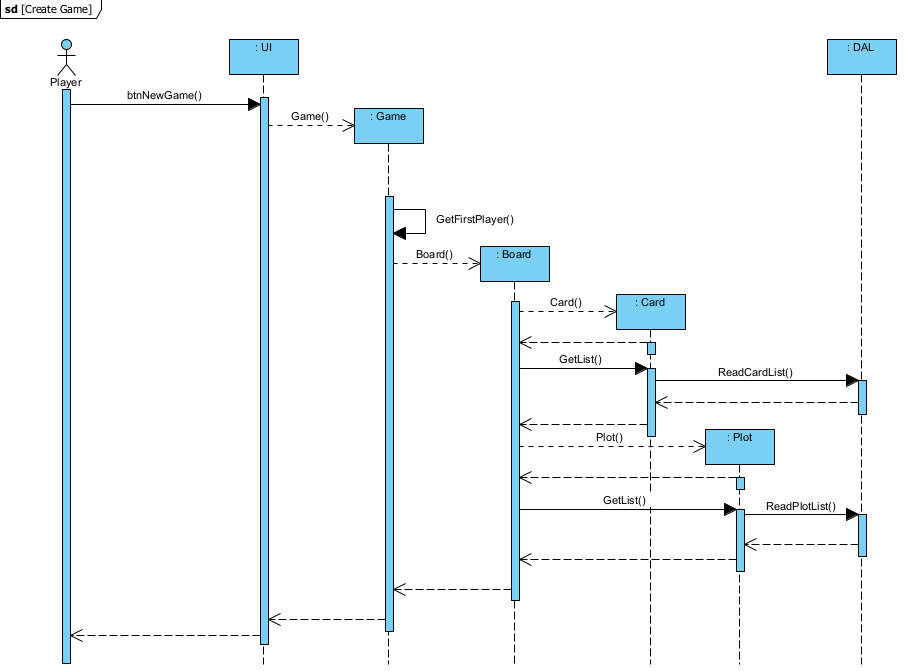 sd [Create Game]
: UI
: DAL
Player
btnNewGame()
Game()
: Game
GetFirstPlayer()
Board()
: Board
Card()
: Card
GetList()
ReadCardList()
Plot()
: Plot
GetList()
ReadPlotList()